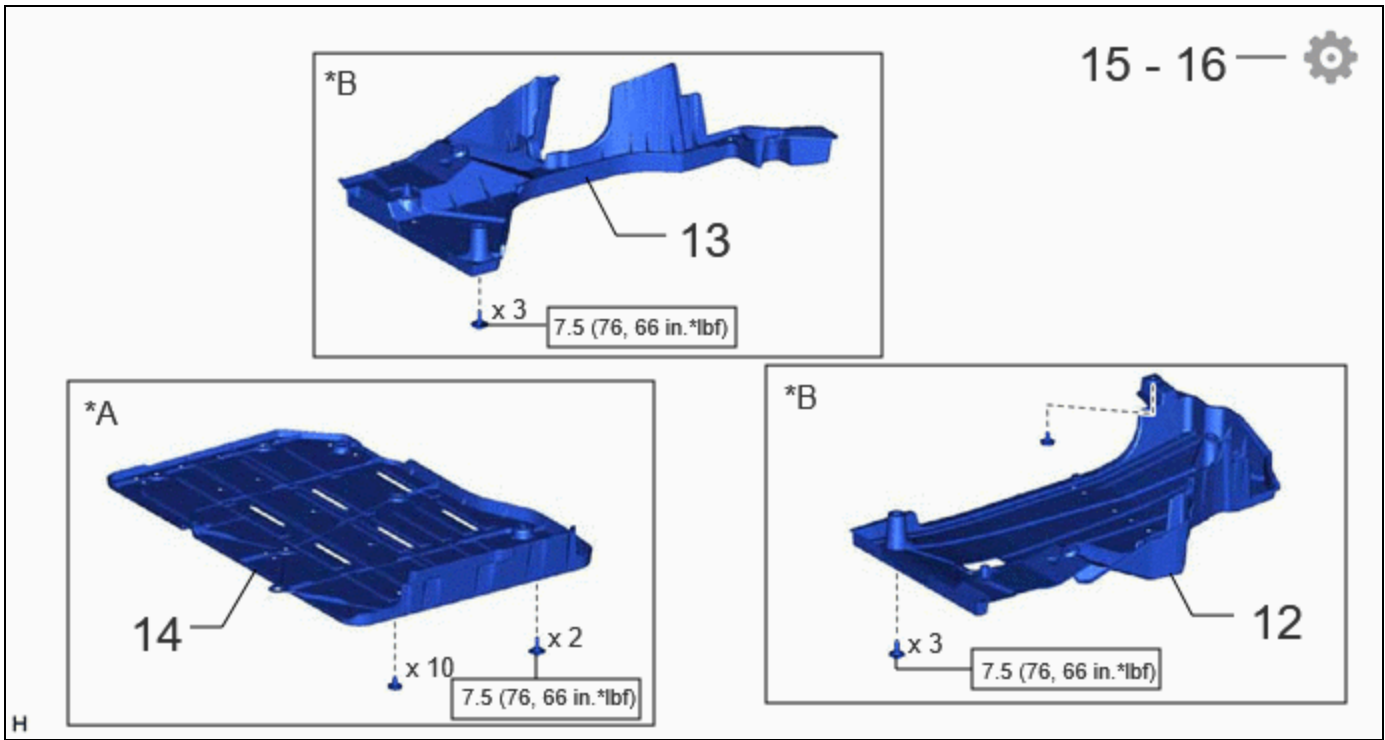 15 - 16
*B
13
x 3
7.5 (76, 66 in.*lbf)
*A
14
x 2
x 10
7.5 (76, 66 in.*lbf)
*B
12
x 3
7.5 (76, 66 in.*lbf)
H